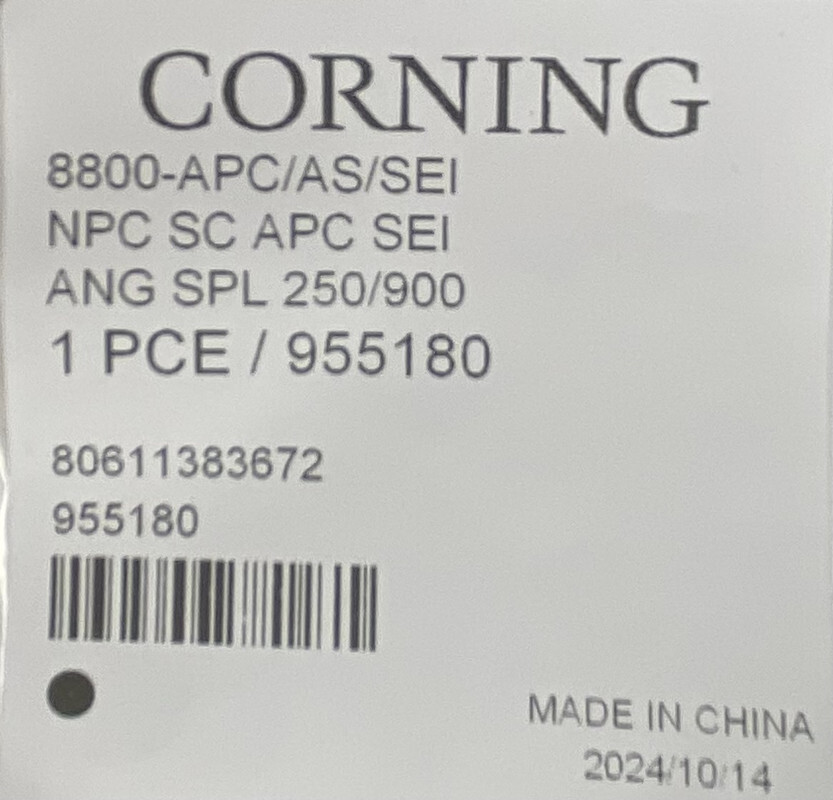 CORNING
8800-APC/AS/SEI
NPC SC APC SEI
ANG SPL 250/900
1 PCE / 955180
80611383672
955180
MADE IN CHINA
2024/10/14